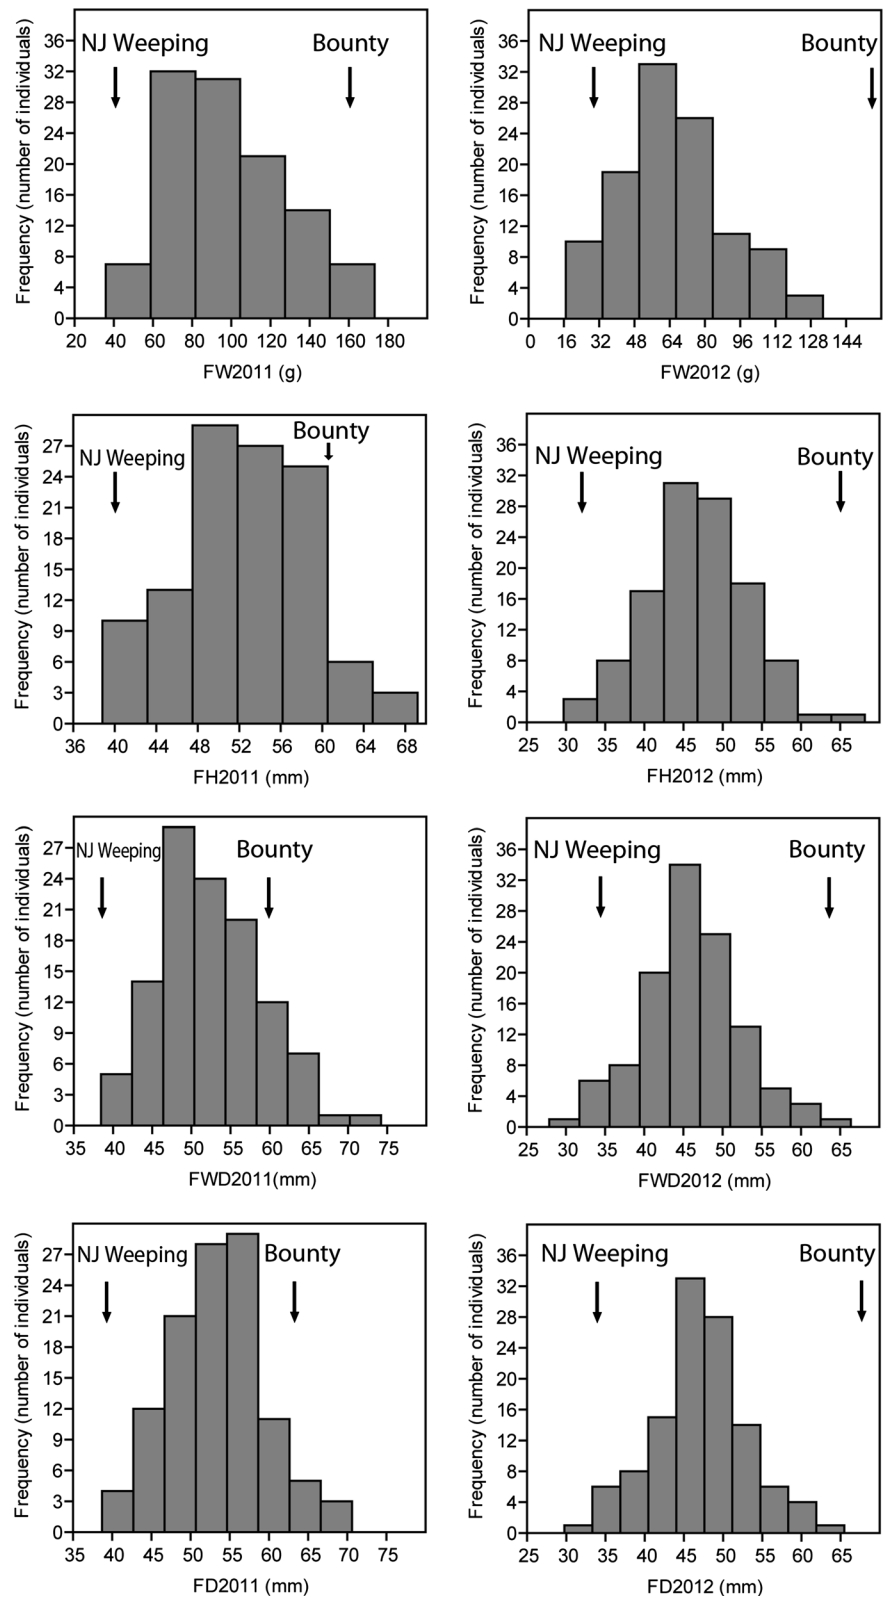 Frequency (number of individuals)
36
32
28
24
20
16
12
8
4
0
NJ Weeping Bounty
20 40 60 80 100 120 140 160 180
FW2011 (g)
Frequency (number of individuals)
36
32
28
24
20
16
12
8
4
0
NJ Weeping Bounty
0 16 32 48 64 80 96 112 128 144
FW2012 (g)
Frequency (number of individuals)
27
24
21
18
15
12
9
6
3
0
NJ Weeping Bounty
36 40 44 48 52 56 60 64 68
FH2011 (mm)
Frequency (number of individuals)
36
32
28
24
20
16
12
8
4
0
NJ Weeping Bounty
25 30 35 40 45 50 55 60 65
FH2012 (mm)
Frequency (number of individuals)
27
24
21
18
15
12
9
6
3
0
NJ Weeping Bounty
35 40 45 50 55 60 65 70 75
FWD2011(mm)
Frequency (number of individuals)
36
32
28
24
20
16
12
8
4
0
NJ Weeping Bounty
25 30 35 40 45 50 55 60 65
FWD2012 (mm)
Frequency (number of individuals)
27
24
21
18
15
12
9
6
3
0
NJ Weeping Bounty
35 40 45 50 55 60 65 70 75
FD2011 (mm)
Frequency (number of individuals)
36
32
28
24
20
16
12
8
4
0
NJ Weeping Bounty
25 30 35 40 45 50 55 60 65
FD2012 (mm)